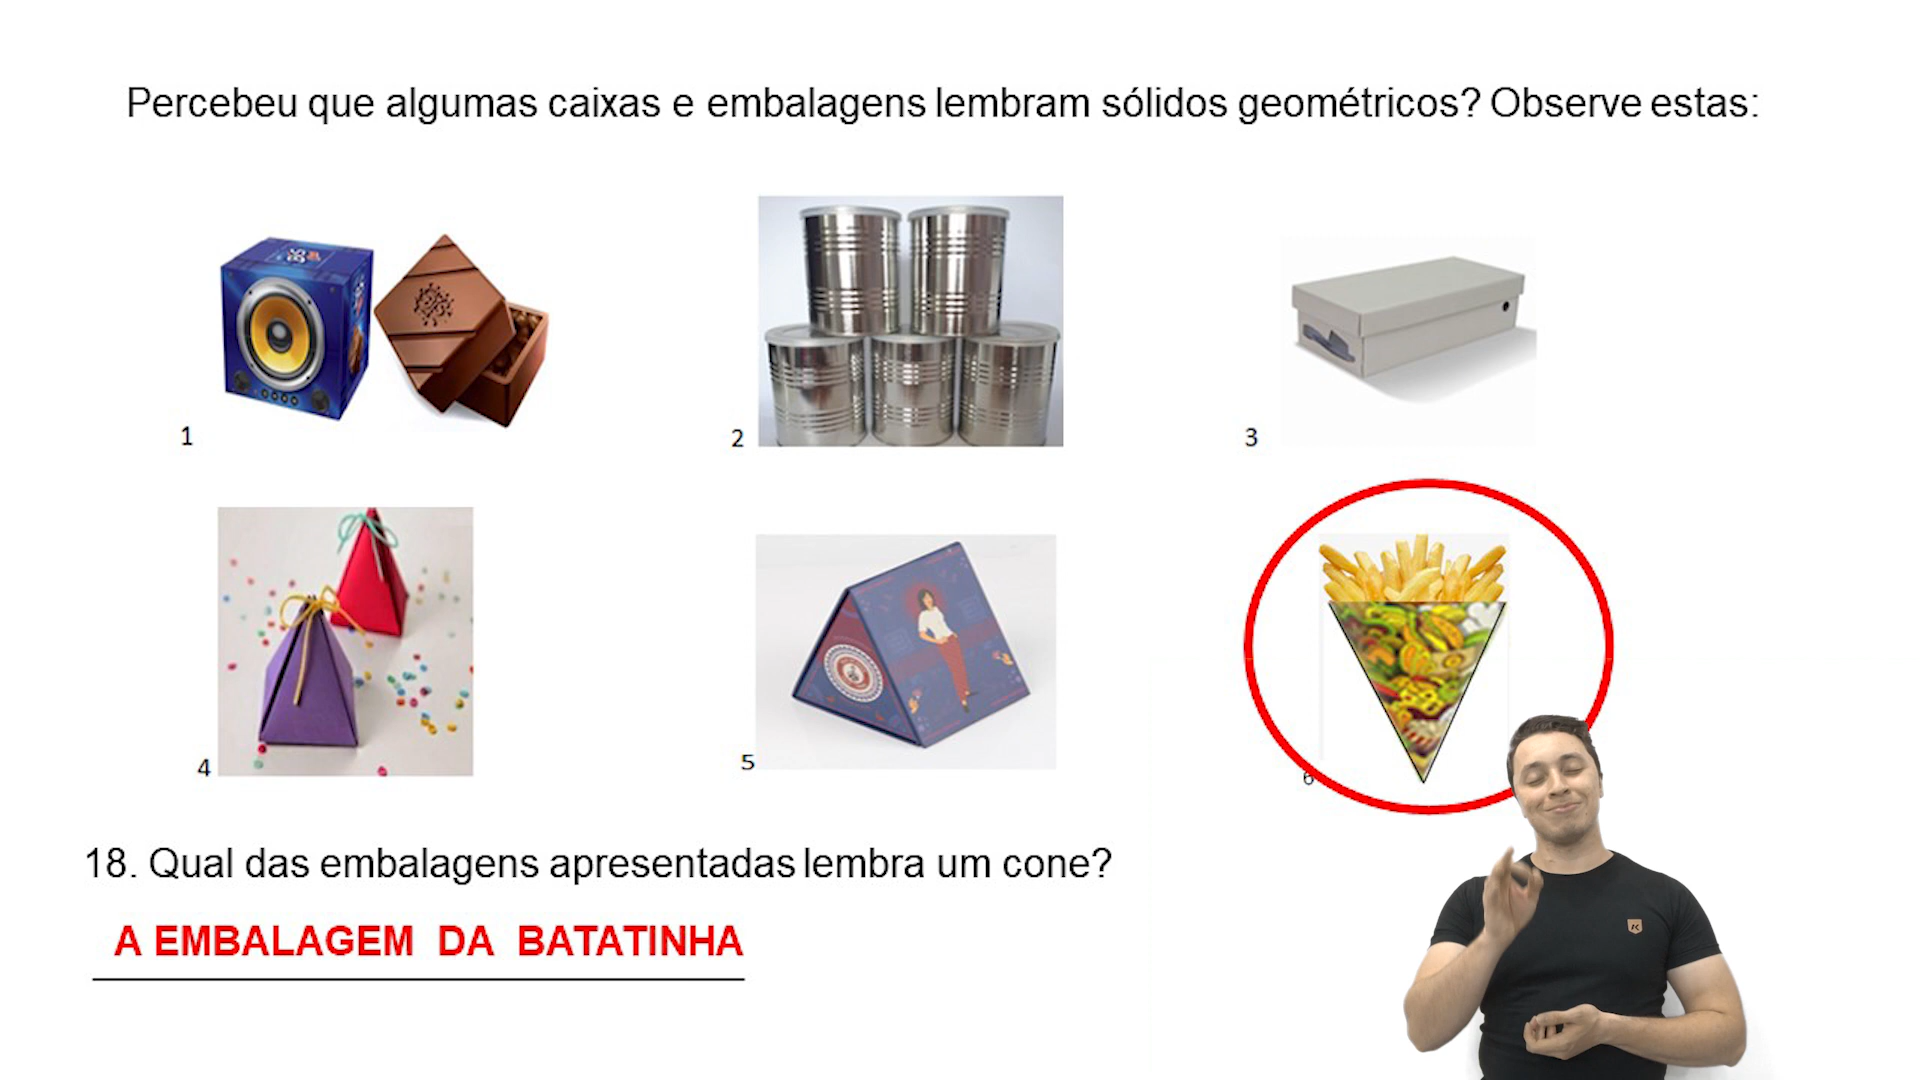 Percebeu que algumas caixas e embalagens lembram sólidos geométricos? Observe estas:
1
2
3
4
5
6
18. Qual das embalagens apresentadas lembra um cone?
A EMBALAGEM DA BATATINHA